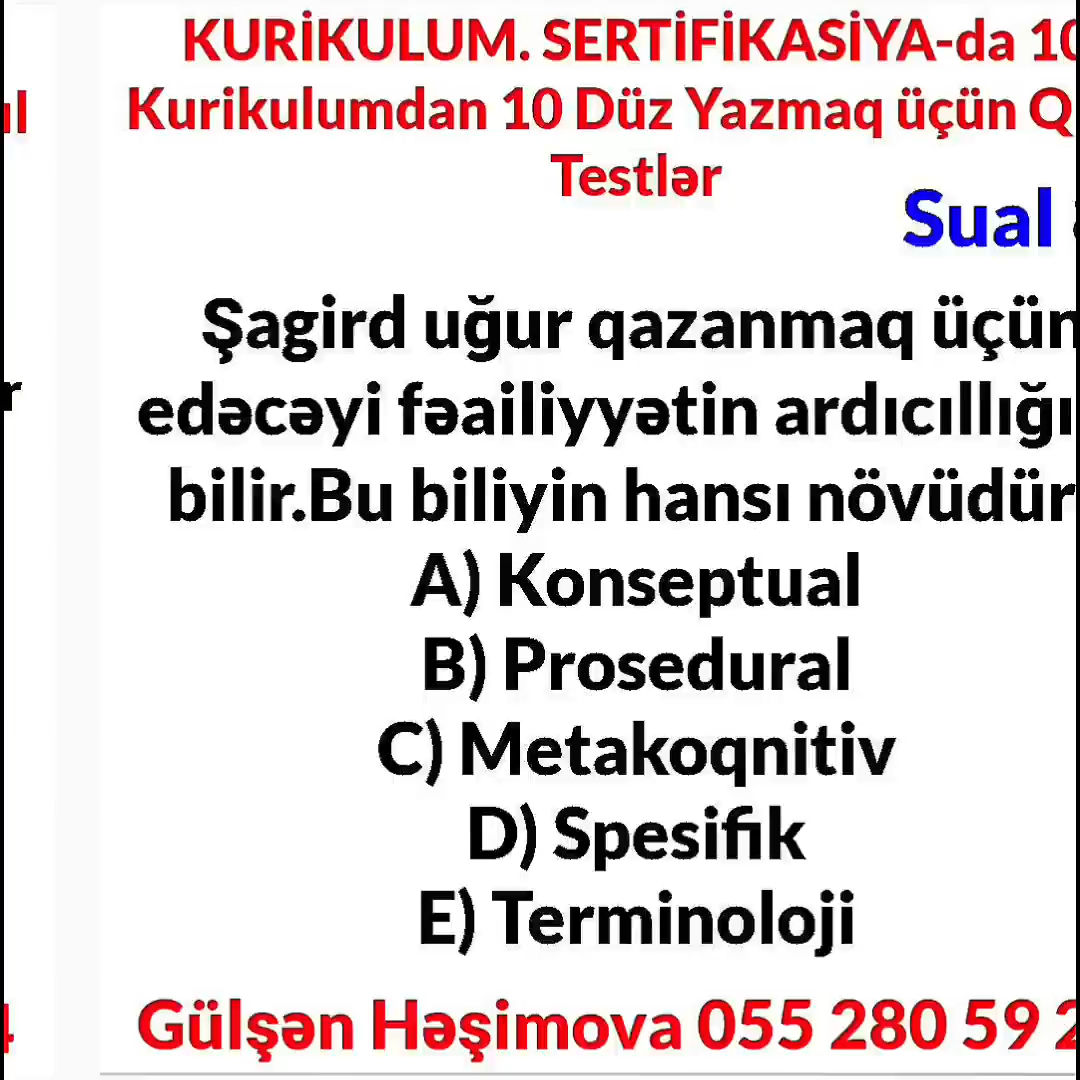 KURİKULUM. SERTİFİKASİYA-da 10
Kurikulumdan 10 Düz Yazmaq üçün Q
Testlər
Sual
Şagird uğur qazanmaq üçün
edəcəyi fəailiyyətin ardıcıllığı
bilir.Bu biliyin hansı növüdür
A) Konseptual
B) Prosedural
C) Metakoqnitiv
D) Spesifik
E) Terminoloji
Gülşən Həşimova 055 280 59 2